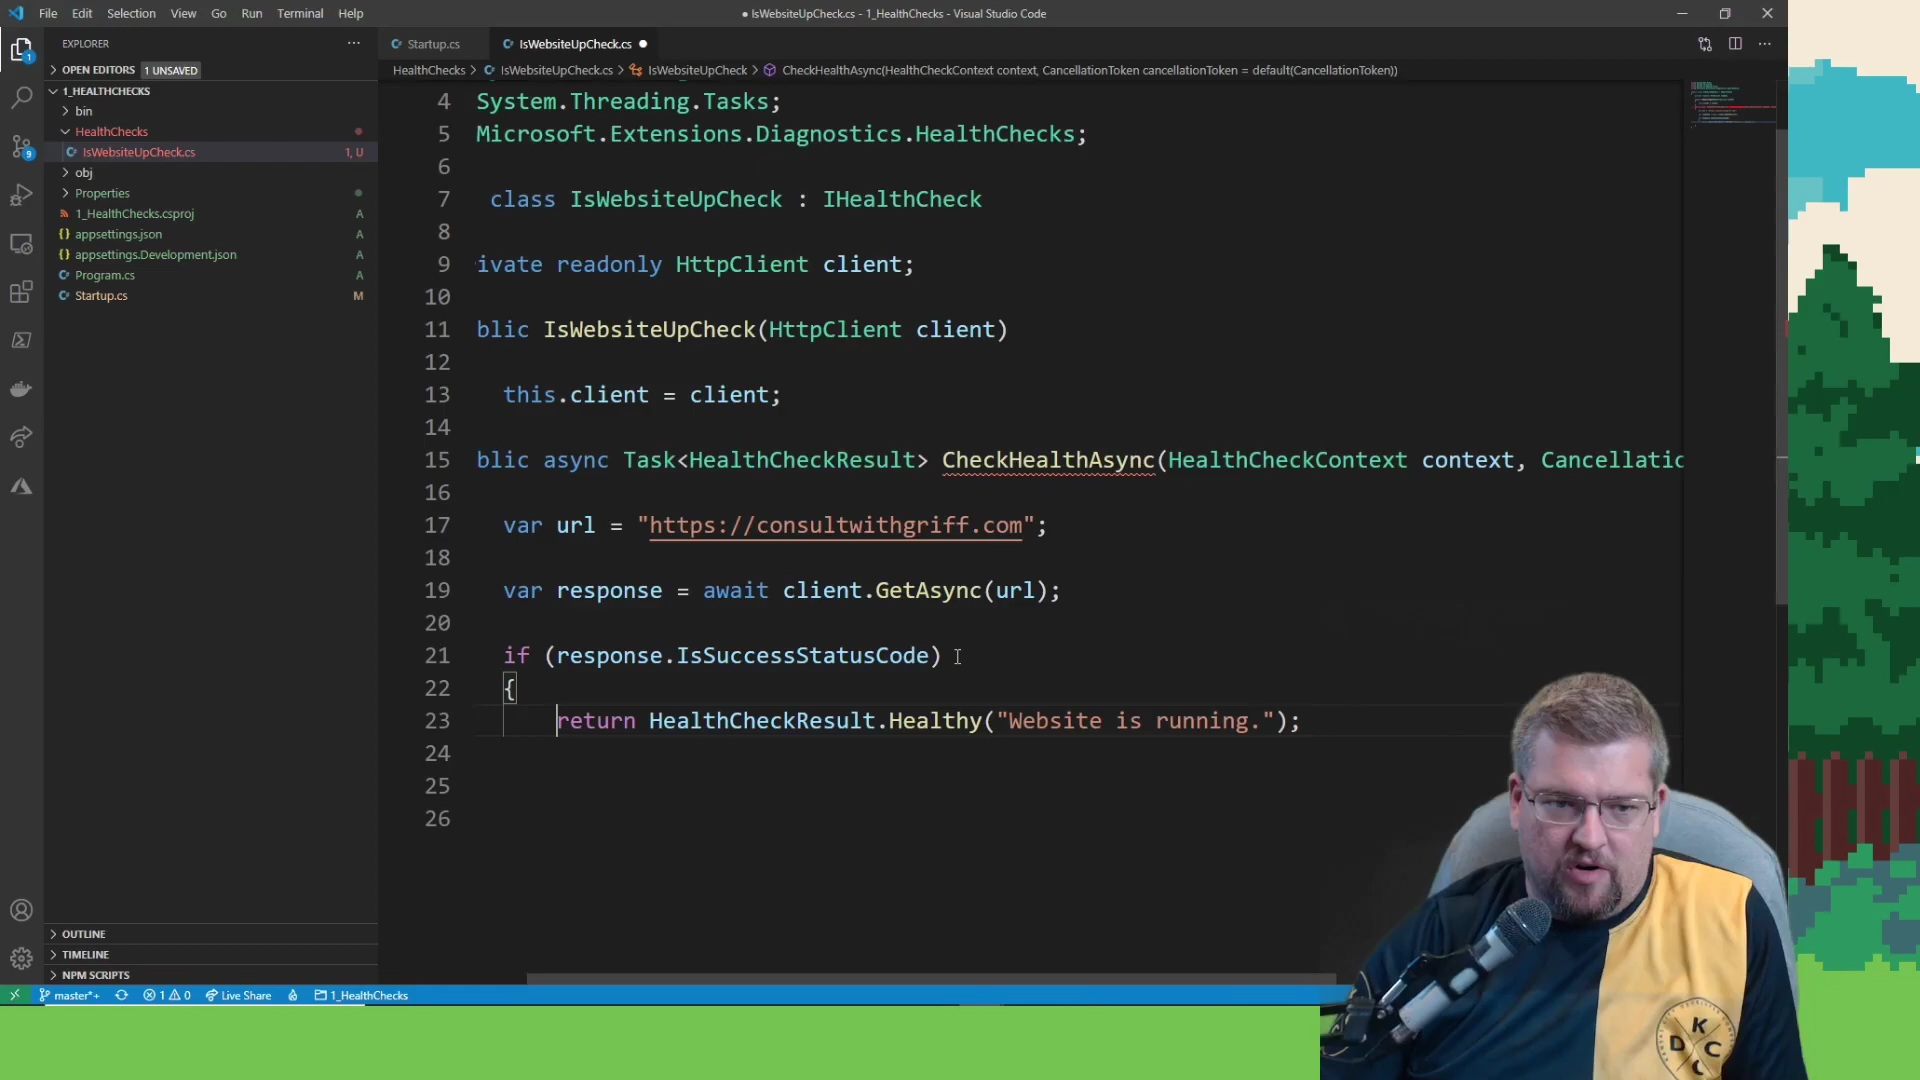 File Edit Selection View Go Run Terminal Help
● IsWebsiteUpCheck.cs - 1_HealthChecks - Visual Studio Code
EXPLORER
OPEN EDITORS 1 UNSAVED
1_HEALTHCHECKS
bin
HealthChecks
IsWebsiteUpCheck.cs 1, U
obj
Properties
1_HealthChecks.csproj A
appsettings.json A
appsettings.Development.json A
Program.cs A
Startup.cs M
OUTLINE
TIMELINE
NPM SCRIPTS
1
9
Startup.cs IsWebsiteUpCheck.cs
HealthChecks > IsWebsiteUpCheck.cs > IsWebsiteUpCheck > CheckHealthAsync(HealthCheckContext context, CancellationToken cancellationToken = default(CancellationToken))
4 System.Threading.Tasks;
5 Microsoft.Extensions.Diagnostics.HealthChecks;
6
7 class IsWebsiteUpCheck : IHealthCheck
8
9 ivate readonly HttpClient client;
10
11 blic IsWebsiteUpCheck(HttpClient client)
12
13 this.client = client;
14
15 blic async Task<HealthCheckResult> CheckHealthAsync(HealthCheckContext context, Cancellatic
16
17 var url = "https://consultwithgriff.com";
18
19 var response = await client.GetAsync(url);
20
21 if (response.IsSuccessStatusCode)
22 {
23 return HealthCheckResult.Healthy("Website is running.");
24
25
26
master*+ 1 0 Live Share 1_HealthChecks
K
D C
C